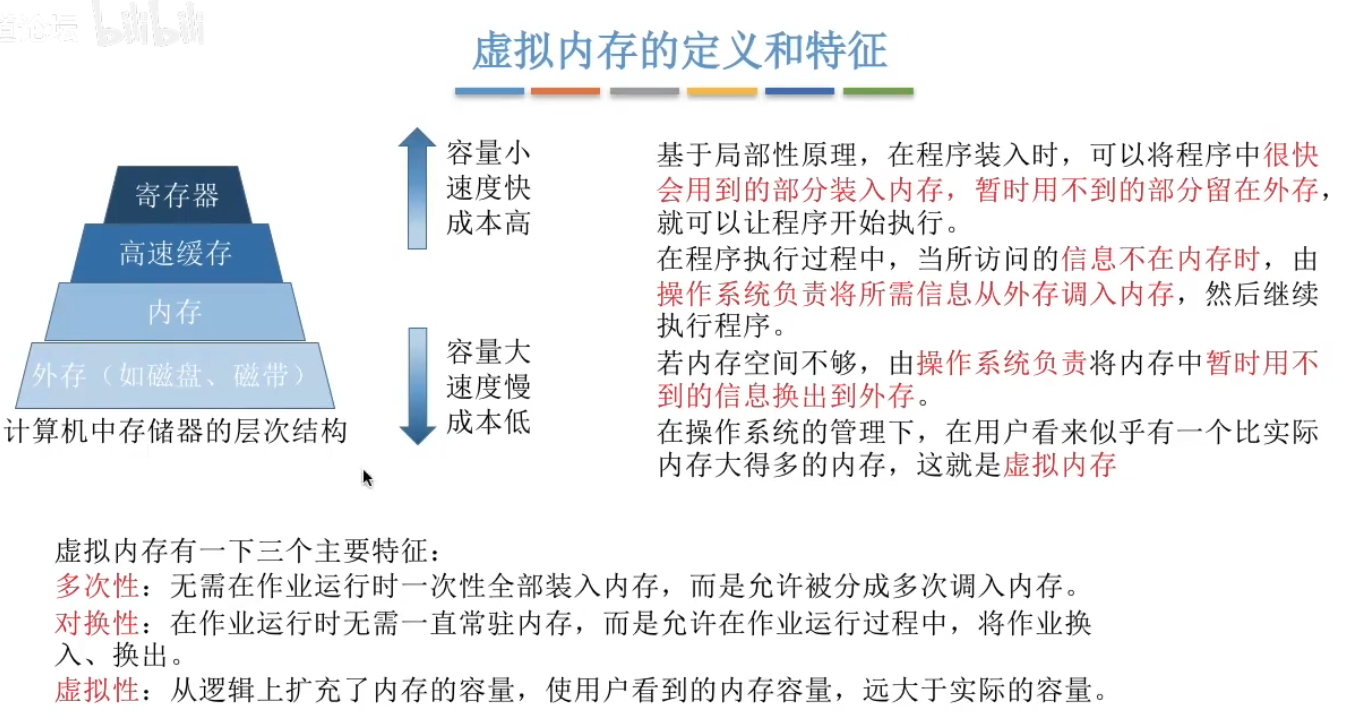 道论坛 bilibili
虚拟内存的定义和特征
寄存器
高速缓存
内存
外存（如磁盘、磁带）
计算机中存储器的层次结构
容量小
速度快
成本高
容量大
速度慢
成本低
基于局部性原理，在程序装入时，可以将程序中很快
会用到的部分装入内存，暂时用不到的部分留在外存，
就可以让程序开始执行。
在程序执行过程中，当所访问的信息不在内存时，由
操作系统负责将所需信息从外存调入内存，然后继续
执行程序。
若内存空间不够，由操作系统负责将内存中暂时用不
到的信息换出到外存。
在操作系统的管理下，在用户看来似乎有一个比实际
内存大得多的内存，这就是虚拟内存
虚拟内存有一下三个主要特征：
多次性：无需在作业运行时一次性全部装入内存，而是允许被分成多次调入内存。
对换性：在作业运行时无需一直常驻内存，而是允许在作业运行过程中，将作业换
入、换出。
虚拟性：从逻辑上扩充了内存的容量，使用户看到的内存容量，远大于实际的容量。